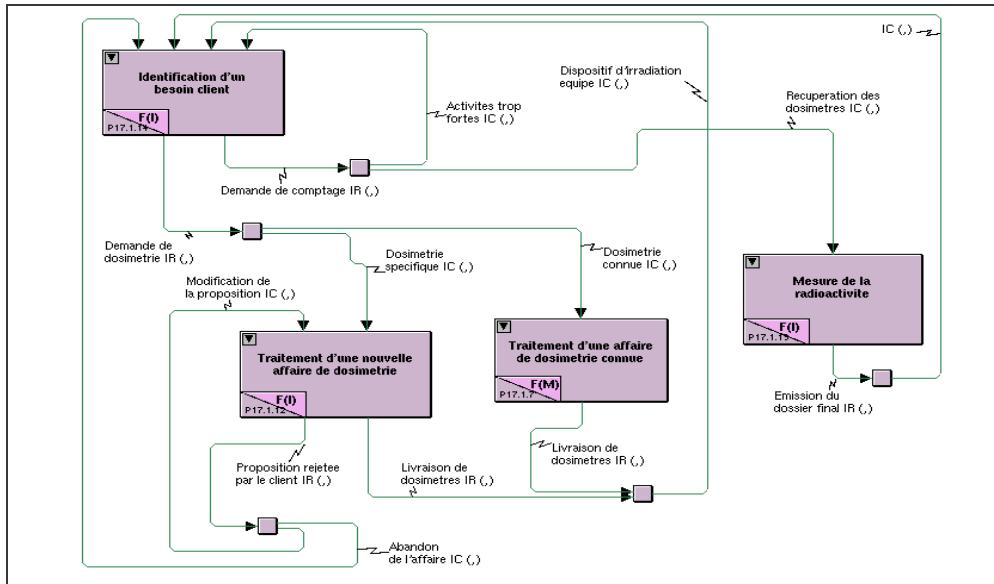 IC (,)
Identification d'un
besoin client
F(I)
P17.1.14
Activites trop
fortes IC (,)
Dispositif d'irradiation
equipe IC (,)
Recuperation des
dosimetres IC (,)
Demande de comptage IR (,)
Demande de
dosimetrie IR (,)
Dosimetrie
specifique IC (,)
Dosimetrie
connue IC (,)
Mesure de la
radioactivite
F(I)
P17.1.15
Modification de
la proposition IC (,)
Traitement d'une nouvelle
affaire de dosimetrie
F(I)
P17.1.12
Traitement d'une affaire
de dosimetrie connue
F(M)
P17.1.7
Emission du
dossier final IR (,)
Proposition rejetee
par le client IR (,)
Livraison de
dosimetres IR (,)
Livraison de
dosimetres IR (,)
Abandon
de l'affaire IC (,)